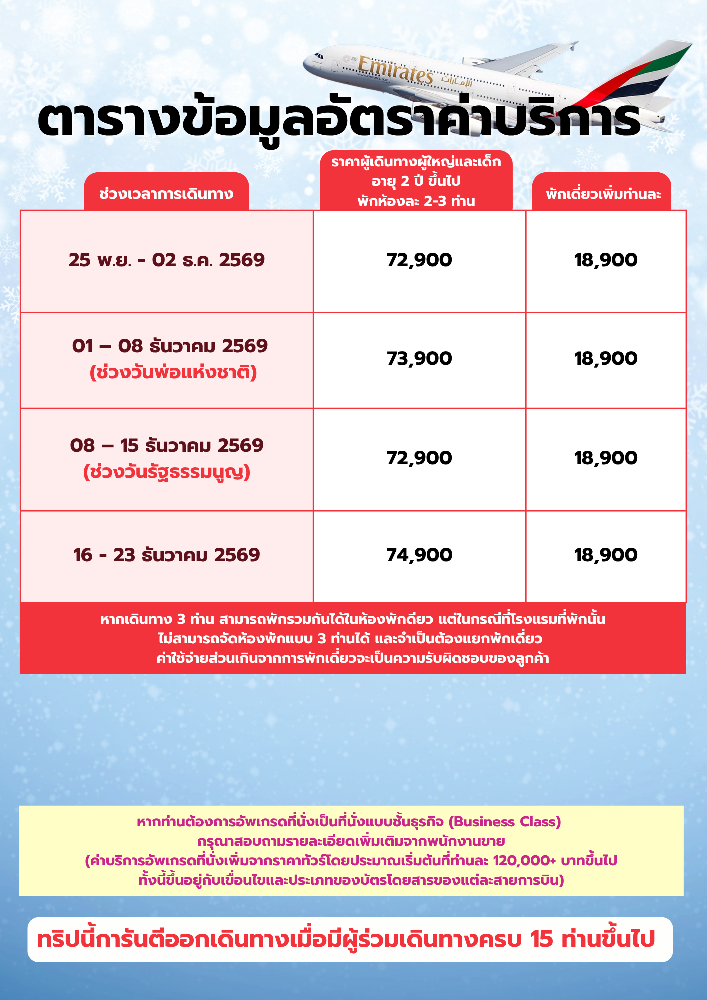 Emirates
الإمارات
www.emirates.com
ตารางข้อมูลอัตราค่าบริการ
ช่วงเวลาการเดินทาง
ราคาผู้เดินทางผู้ใหญ่และเด็ก
อายุ 2 ปี ขึ้นไป
พักห้องละ 2-3 ท่าน
พักเดี่ยวเพิ่มท่านละ
25 พ.ย. - 02 ธ.ค. 2569
72,900
18,900
01 – 08 ธันวาคม 2569
(ช่วงวันพ่อแห่งชาติ)
73,900
18,900
08 – 15 ธันวาคม 2569
(ช่วงวันรัฐธรรมนูญ)
72,900
18,900
16 - 23 ธันวาคม 2569
74,900
18,900
หากเดินทาง 3 ท่าน สามารถพักรวมกันได้ในห้องพักดียว แต่ในกรณีที่โรงแรมที่พักนั้น
ไม่สามารถจัดห้องพักแบบ 3 ท่านได้ และจำเป็นต้องแยกพักเดี่ยว
ค่าใช้จ่ายส่วนเกินจากการพักเดี่ยวจะเป็นความรับผิดชอบของลูกค้า
หากท่านต้องการอัพเกรดที่นั่งเป็นที่นั่งแบบชั้นธุรกิจ (Business Class)
กรุณาสอบถามรายละเอียดเพิ่มเติมจากพนักงานขาย
(ค่าบริการอัพเกรดที่นั่งเพิ่มจากราคาทัวร์โดยประมาณเริ่มต้นที่ท่านละ 120,000+ บาทขึ้นไป
ทั้งนี้ขึ้นอยู่กับเงื่อนไขและประเภทของบัตรโดยสารของแต่ละสายการบิน)
ทริปนี้การันตีออกเดินทางเมื่อมีผู้ร่วมเดินทางครบ 15 ท่านขึ้นไป